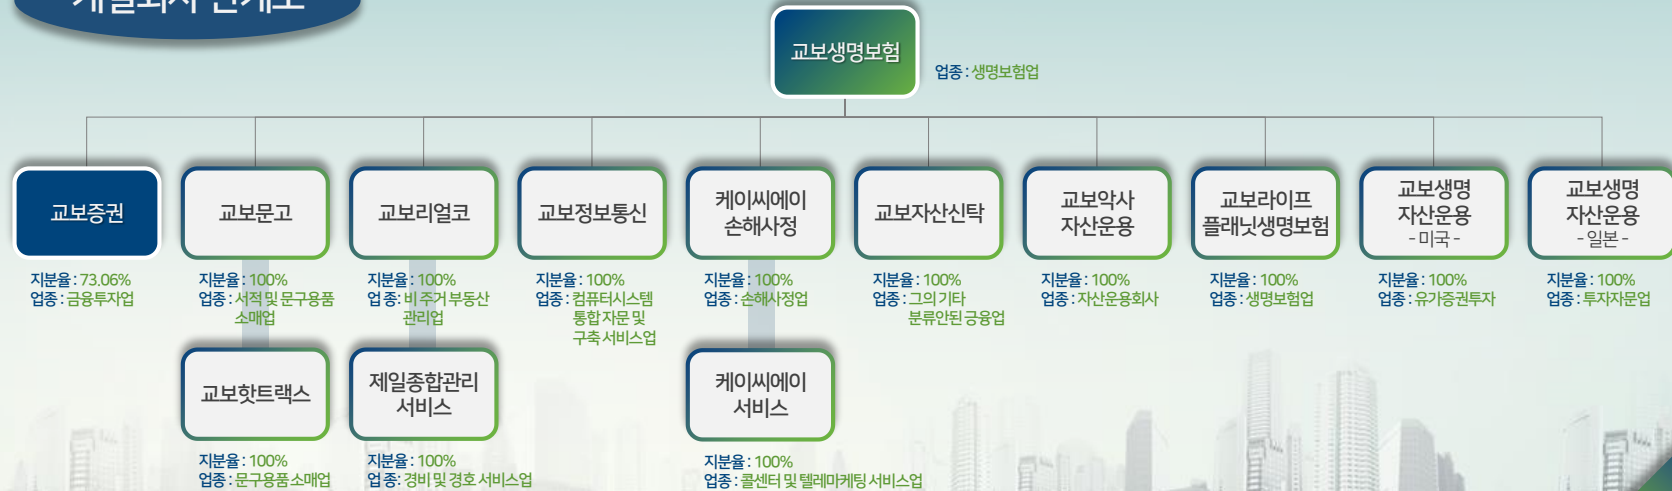 계열회사 관계도
교보생명보험
업종 : 생명보험업
교보증권
지분율 : 73.06%
업종 : 금융투자업
교보문고
지분율 : 100%
업종 : 서적 및 문구용품
소매업
교보리얼코
지분율 : 100%
업 종 : 비 주거 부동산
관리업
교보정보통신
지분율 : 100%
업종 : 컴퓨터시스템
통합 자문 및
구축 서비스업
케이씨에이
손해사정
지분율 : 100%
업종 : 손해사정업
교보자산신탁
지분율 : 100%
업종 : 그외 기타
분류안된 금융업
교보악사
자산운용
지분율 : 100%
업종 : 자산운용회사
교보라이프
플래닛생명보험
지분율 : 100%
업종 : 생명보험업
교보생명
자산운용
- 미국 -
지분율 : 100%
업종 : 유가증권투자
교보생명
자산운용
- 일본 -
지분율 : 100%
업종 : 투자자문업
교보핫트랙스
지분율 : 100%
업종 : 문구용품 소매업
제일종합관리
서비스
지분율 : 100%
업 종 : 경비 및 경호 서비스업
케이씨에이
서비스
지분율 : 100%
업종 : 콜센터 및 텔레마케팅 서비스업